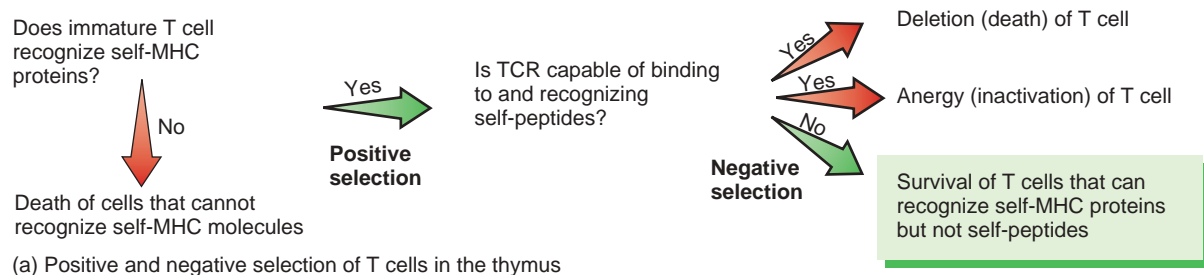 Does immature T cell
recognize self-MHC
proteins?
No
Death of cells that cannot
recognize self-MHC molecules
Yes
Positive
selection
Is TCR capable of binding
to and recognizing
self-peptides?
Negative
selection
Yes
Deletion (death) of T cell
Yes
Anergy (inactivation) of T cell
No
Survival of T cells that can
recognize self-MHC proteins
but not self-peptides
(a) Positive and negative selection of T cells in the thymus